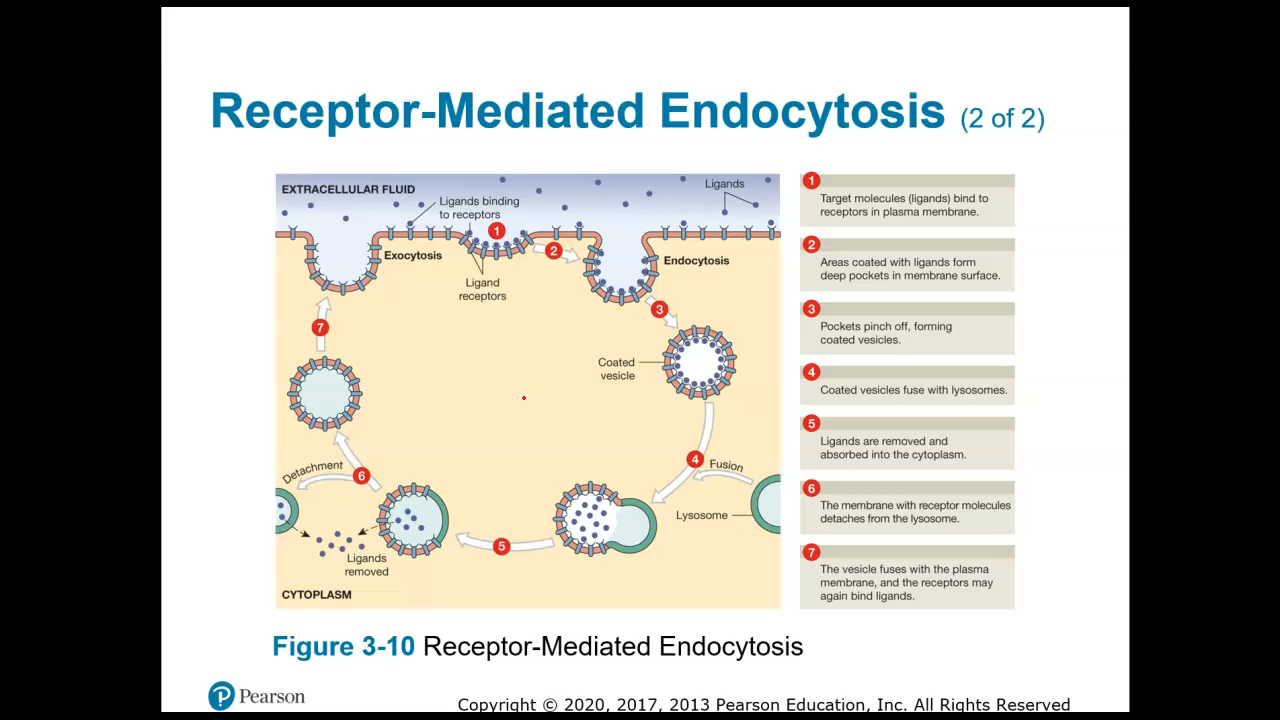 Receptor-Mediated Endocytosis (2 of 2)
EXTRACELLULAR FLUID
Ligands binding
to receptors
Ligands
1
2
Exocytosis
Endocytosis
Ligand
receptors
3
7
Coated
vesicle
4
Fusion
Detachment
6
Lysosome
5
Ligands
removed
CYTOPLASM
1
Target molecules (ligands) bind to
receptors in plasma membrane.
2
Areas coated with ligands form
deep pockets in membrane surface.
3
Pockets pinch off, forming
coated vesicles.
4
Coated vesicles fuse with lysosomes.
5
Ligands are removed and
absorbed into the cytoplasm.
6
The membrane with receptor molecules
detaches from the lysosome.
7
The vesicle fuses with the plasma
membrane, and the receptors may
again bind ligands.
Figure 3-10 Receptor-Mediated Endocytosis
P Pearson
Copyright © 2020, 2017, 2013 Pearson Education, Inc. All Rights Reserved